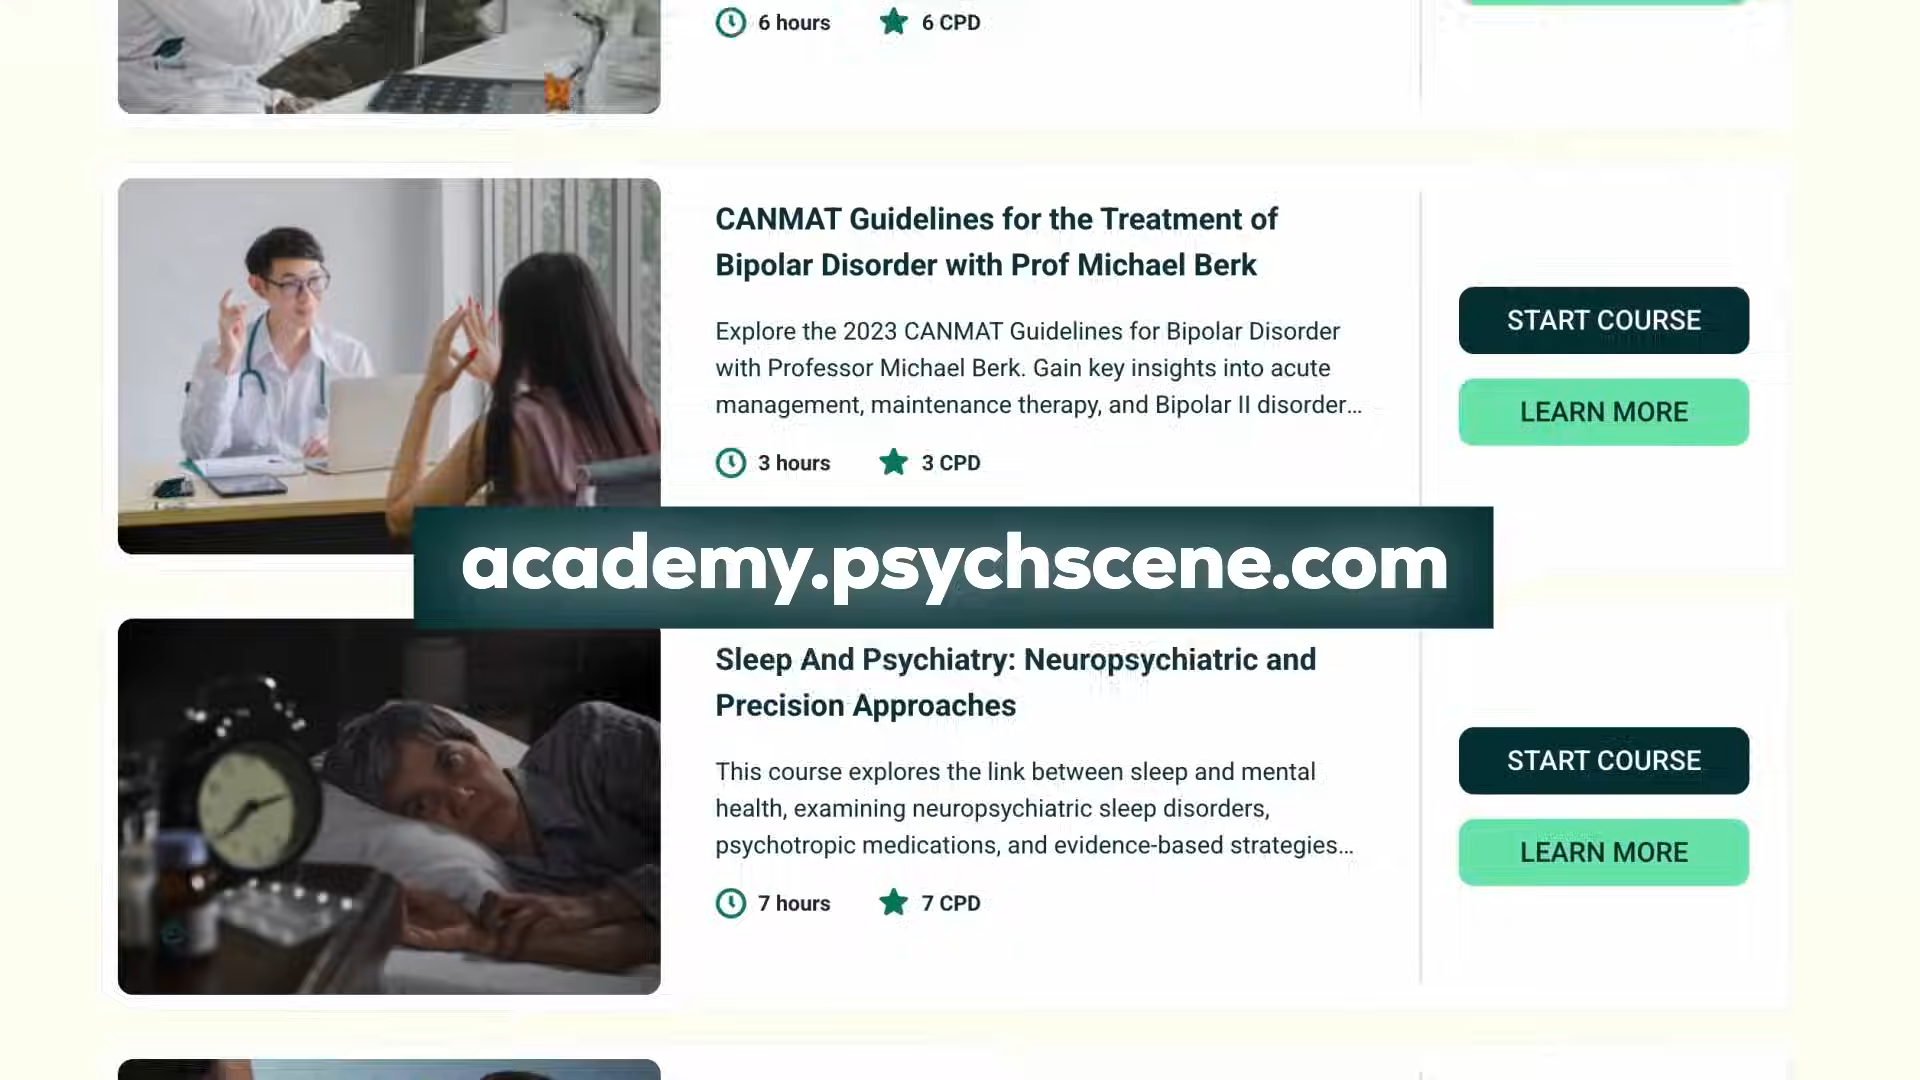 6 hours 6 CPD
CANMAT Guidelines for the Treatment of
Bipolar Disorder with Prof Michael Berk
Explore the 2023 CANMAT Guidelines for Bipolar Disorder
with Professor Michael Berk. Gain key insights into acute
management, maintenance therapy, and Bipolar II disorder...
3 hours 3 CPD
START COURSE
LEARN MORE
academy.psychscene.com
Sleep And Psychiatry: Neuropsychiatric and
Precision Approaches
This course explores the link between sleep and mental
health, examining neuropsychiatric sleep disorders,
psychotropic medications, and evidence-based strategies...
7 hours 7 CPD
START COURSE
LEARN MORE